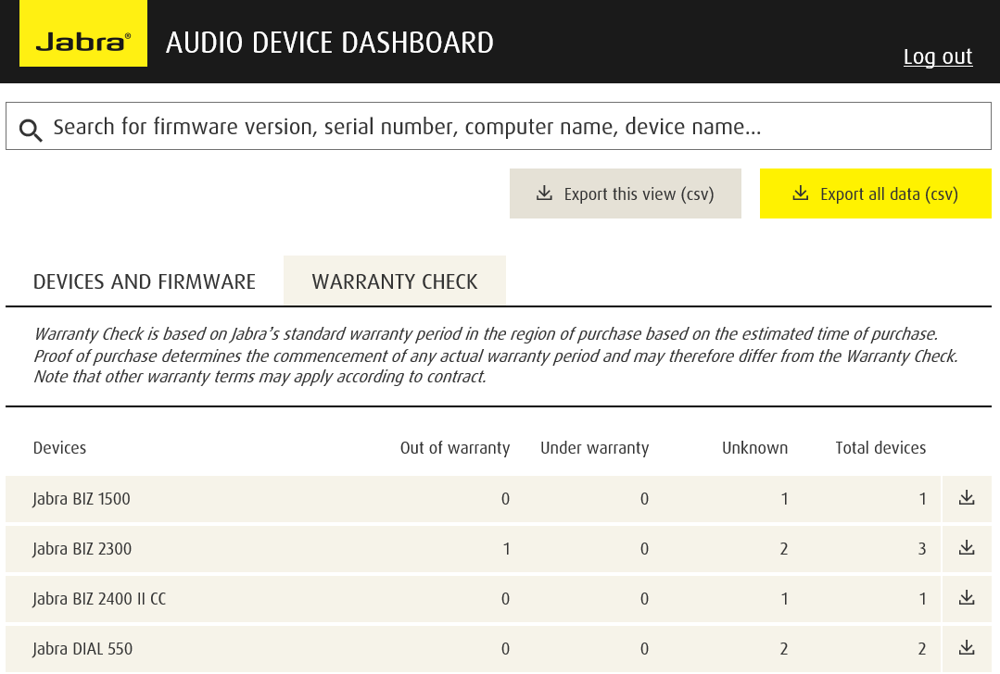 Jabra® AUDIO DEVICE DASHBOARD
Log out
Search for firmware version, serial number, computer name, device name...
Export this view (csv) Export all data (csv)
DEVICES AND FIRMWARE WARRANTY CHECK
Warranty Check is based on Jabra's standard warranty period in the region of purchase based on the estimated time of purchase.
Proof of purchase determines the commencement of any actual warranty period and may therefore differ from the Warranty Check.
Note that other warranty terms may apply according to contract.
Devices Out of warranty Under warranty Unknown Total devices
Jabra BIZ 1500 0 0 1 1
Jabra BIZ 2300 1 0 2 3
Jabra BIZ 2400 II CC 0 0 1 1
Jabra DIAL 550 0 0 2 2